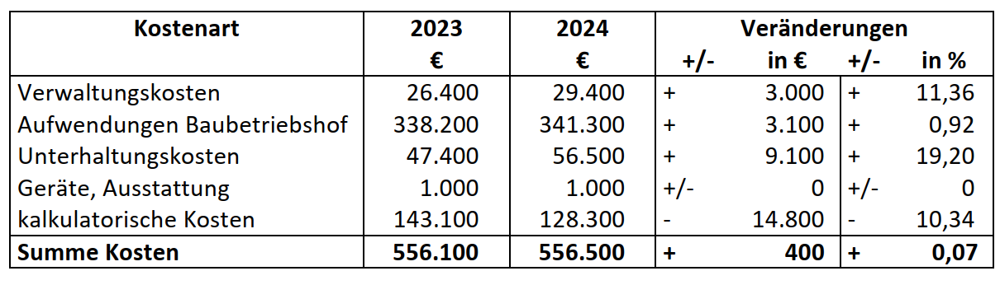 Kostenart 2023 2024 Veränderungen
€ € +/- in € +/- in %
Verwaltungskosten 26.400 29.400 + 3.000 + 11,36
Aufwendungen Baubetriebshof 338.200 341.300 + 3.100 + 0,92
Unterhaltungskosten 47.400 56.500 + 9.100 + 19,20
Geräte, Ausstattung 1.000 1.000 +/- 0 +/- 0
kalkulatorische Kosten 143.100 128.300 - 14.800 - 10,34
Summe Kosten 556.100 556.500 + 400 + 0,07